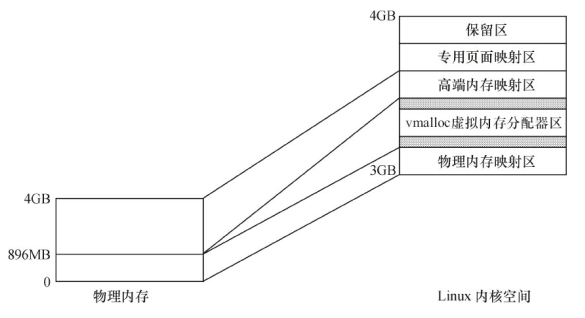 4GB
保留区
专用页面映射区
高端内存映射区
vmalloc虚拟内存分配器区
物理内存映射区
3GB
4GB
896MB
0
物理内存
Linux 内核空间